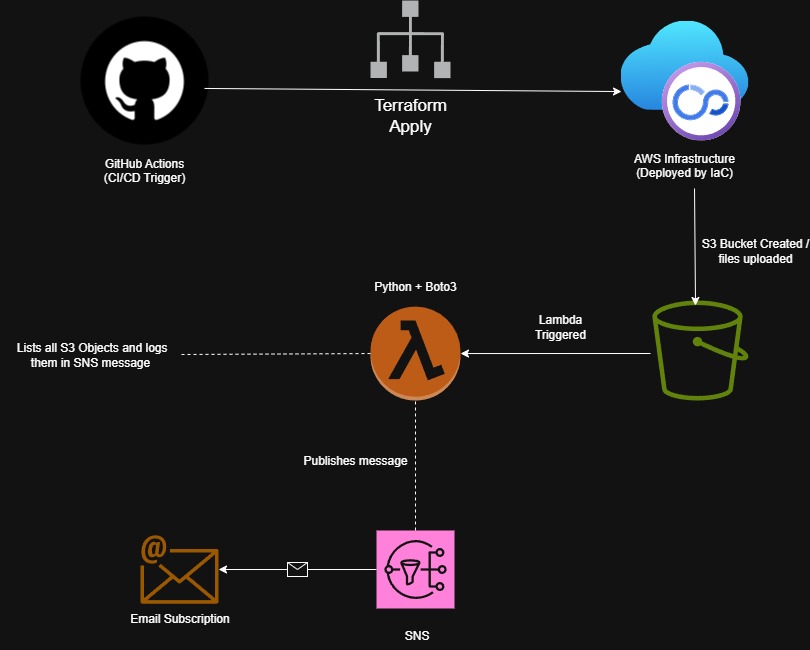 Terraform
Apply
GitHub Actions
(CI/CD Trigger)
AWS Infrastructure
(Deployed by IaC)
S3 Bucket Created /
files uploaded
Python + Boto3
Lambda
Triggered
Lists all S3 Objects and logs
them in SNS message
Publishes message
@
Email Subscription
SNS